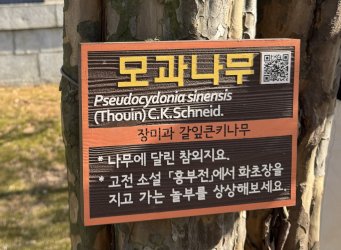 모과나무
Pseudocydonia sinensis
(Thouin) C.K.Schneid.
장미과 갈잎큰키나무
* 나무에 달린 참외지요.
* 고전 소설 「흥부전」에서 화초장을
지고 가는 놀부를 상상해보세요.